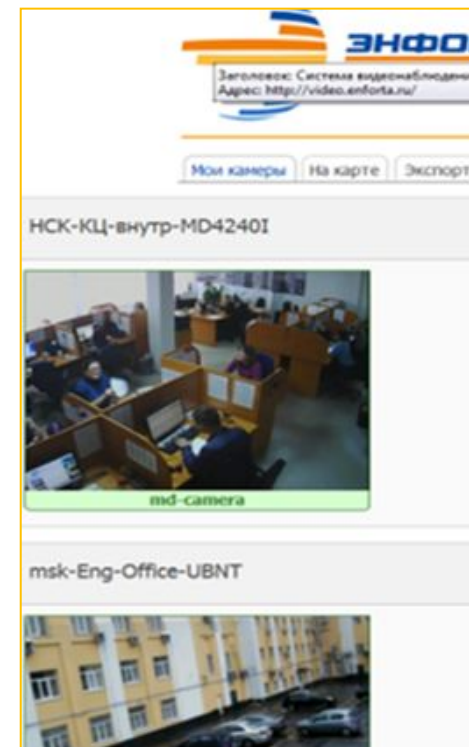 ЭНФО
Заголовок: Система видеонаблюдени
Адрес: http://video.enforta.ru/
Мои камеры На карте Экспорт
НСК-КЦ-внутр-MD4240I
md-camera
msk-Eng-Office-UBNT